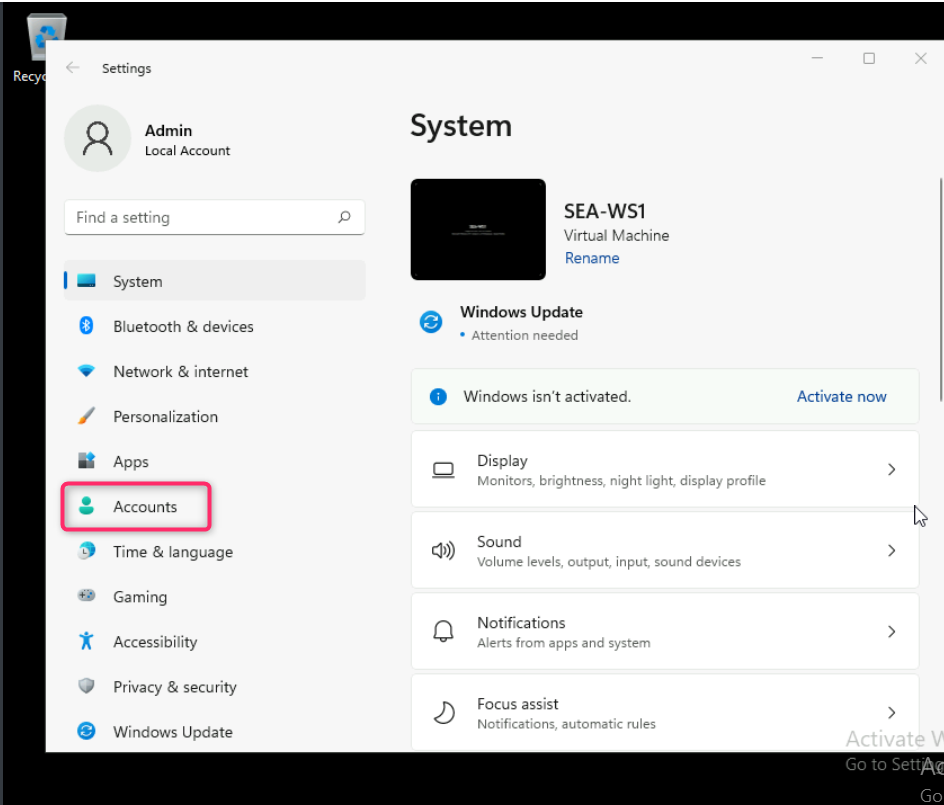 Recyc
Settings
Admin
Local Account
Find a setting
System
Bluetooth & devices
Network & internet
Personalization
Apps
Accounts
Time & language
Gaming
Accessibility
Privacy & security
Windows Update
System
SEA-WS1
SEA-WS1
Virtual Machine
Rename
Windows Update
• Attention needed
Windows isn't activated.
Activate now
Display
Monitors, brightness, night light, display profile
Sound
Volume levels, output, input, sound devices
Notifications
Alerts from apps and system
Focus assist
Notifications, automatic rules
Activate W
Go to Setting
Ac
Go